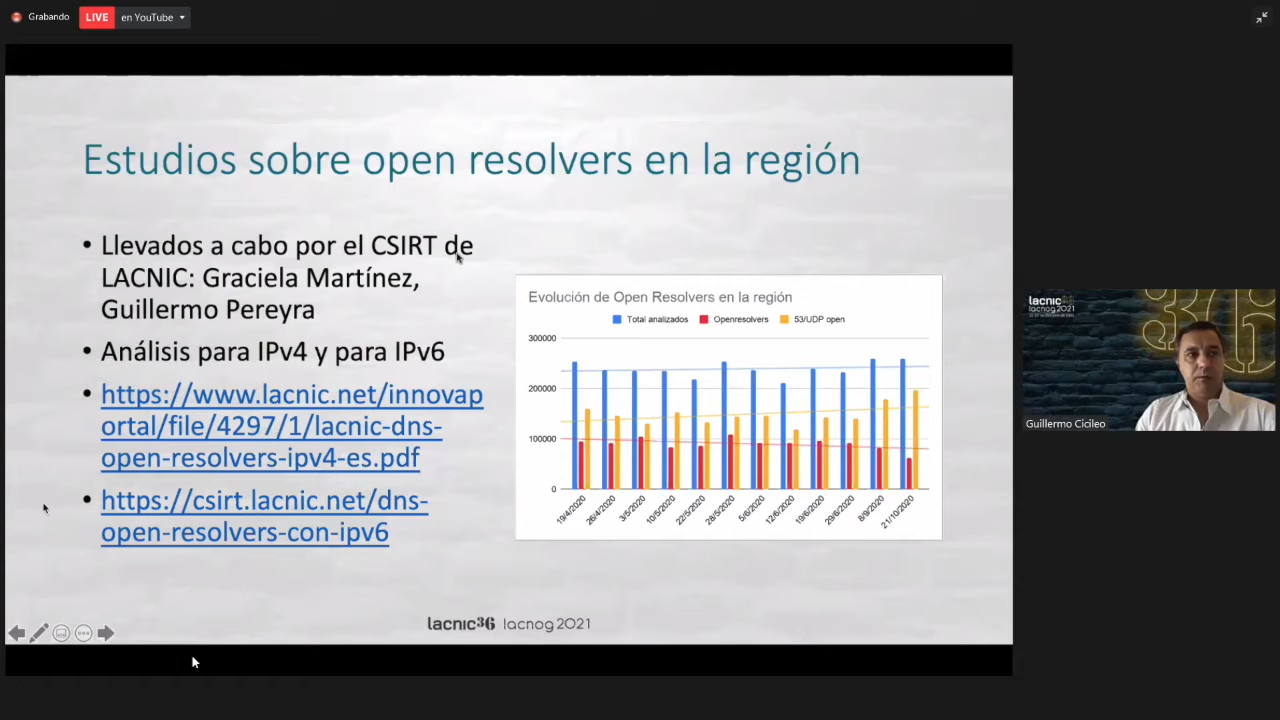 Grabando
LIVE en YouTube
Estudios sobre open resolvers en la región
• Llevados a cabo por el CSIRT de
LACNIC: Graciela Martínez,
Guillermo Pereyra
• Análisis para IPv4 y para IPv6
• https://www.lacnic.net/innovap
ortal/file/4297/1/lacnic-dns-
open-resolvers-ipv4-es.pdf
• https://csirt.lacnic.net/dns-
open-resolvers-con-ipv6
Evolución de Open Resolvers en la región
Total analizados Openresolvers 53/UDP open
300000
200000
100000
0
19/4/2020 26/4/2020 3/5/2020 10/5/2020 22/5/2020 28/5/2020 5/6/2020 12/6/2020 19/6/2020 29/6/2020 8/9/2020 21/10/2020
lacnic36 lacnog2021
lacnic36
lacnog2021
36
Guillermo Cicileo